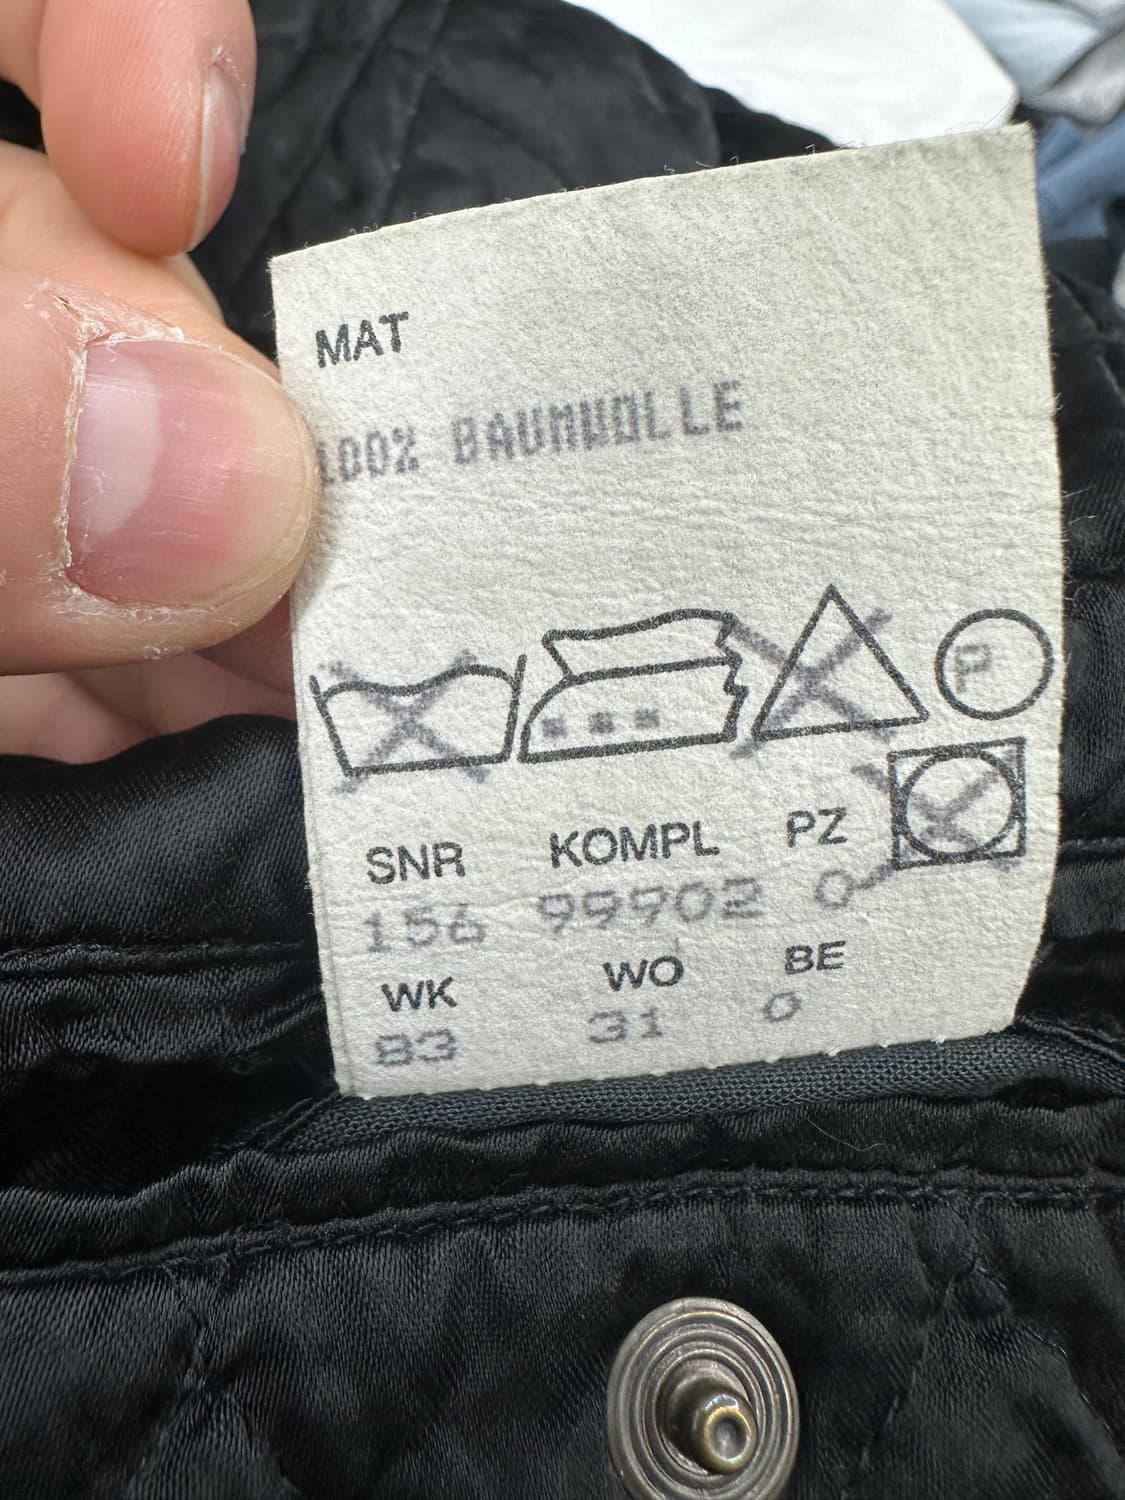 MAT
100% BAUMWOLLE
P
SNR KOMPL PZ
156 99902 0
WK WO BE
83 31 0